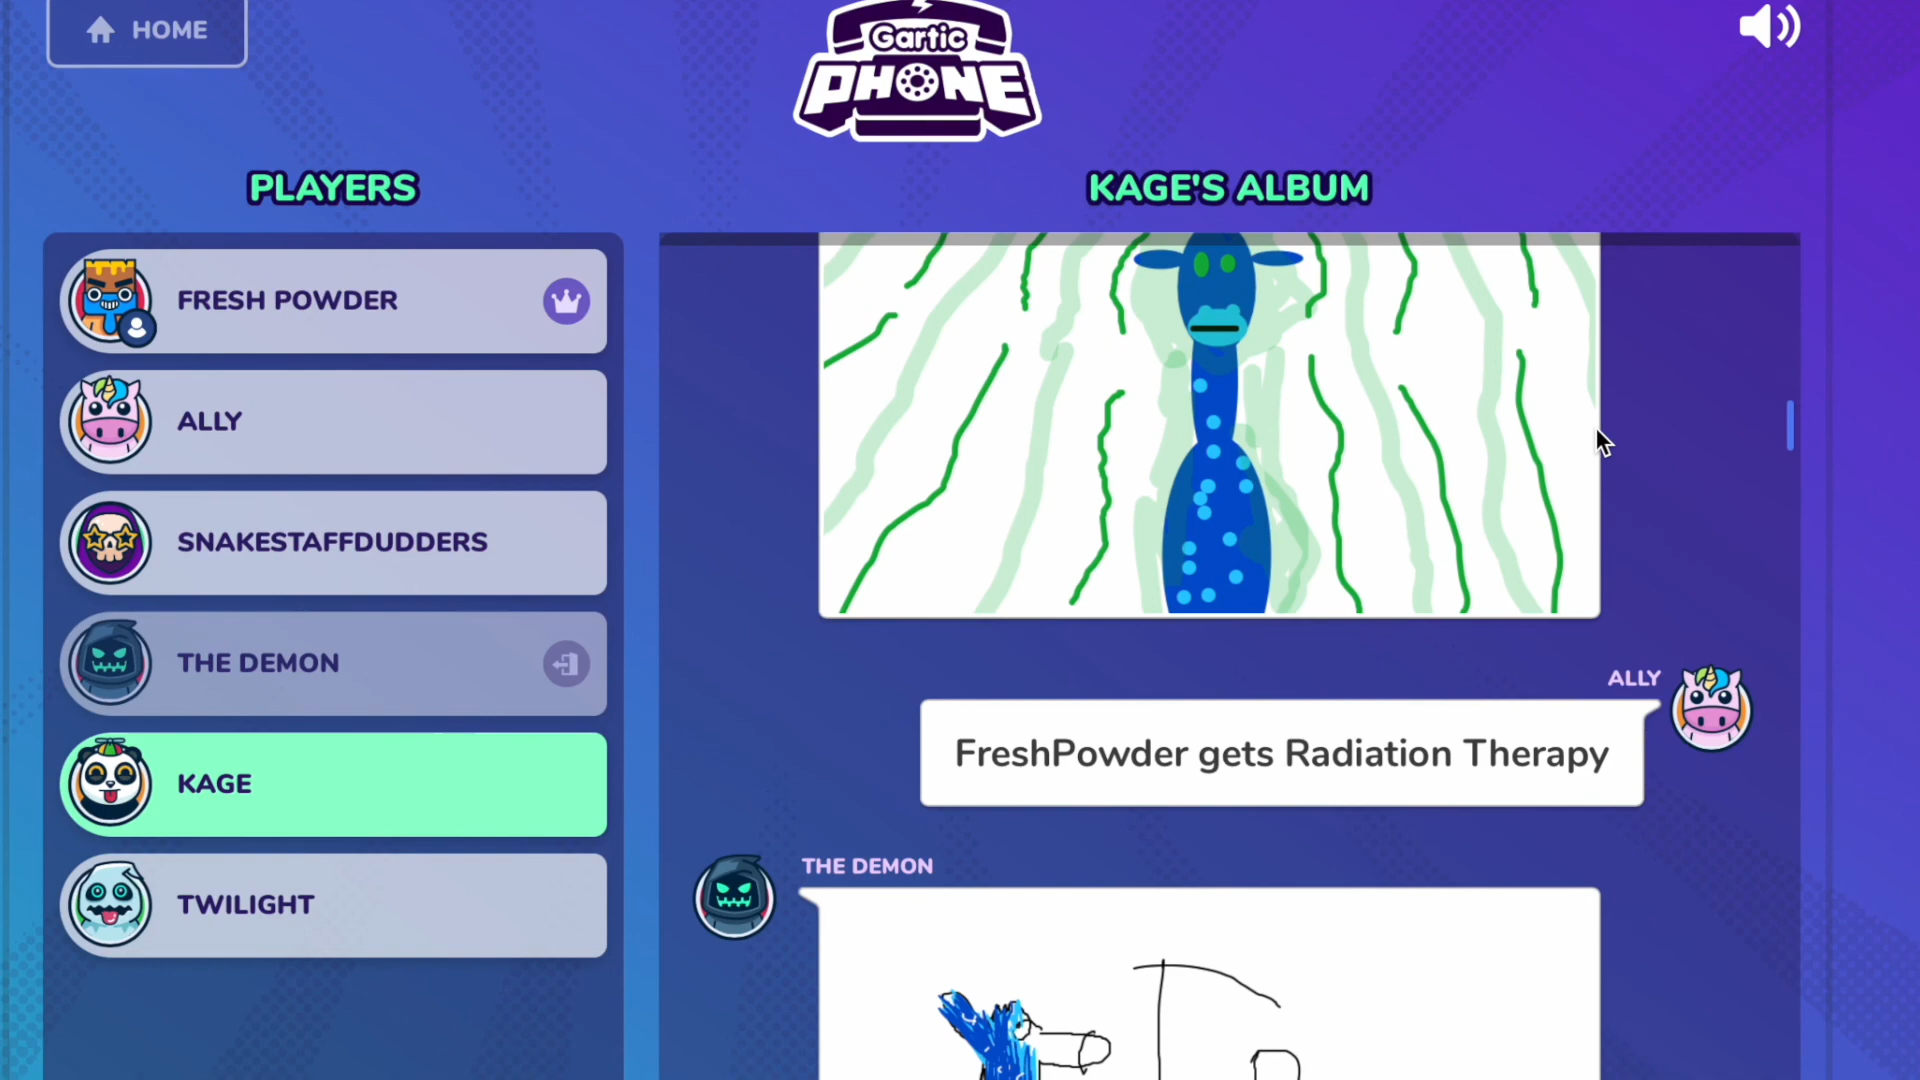 HOME
Gartic
PHONE
PLAYERS
KAGE'S ALBUM
FRESH POWDER
ALLY
SNAKESTAFFDUDDERS
THE DEMON
KAGE
TWILIGHT
ALLY
FreshPowder gets Radiation Therapy
THE DEMON